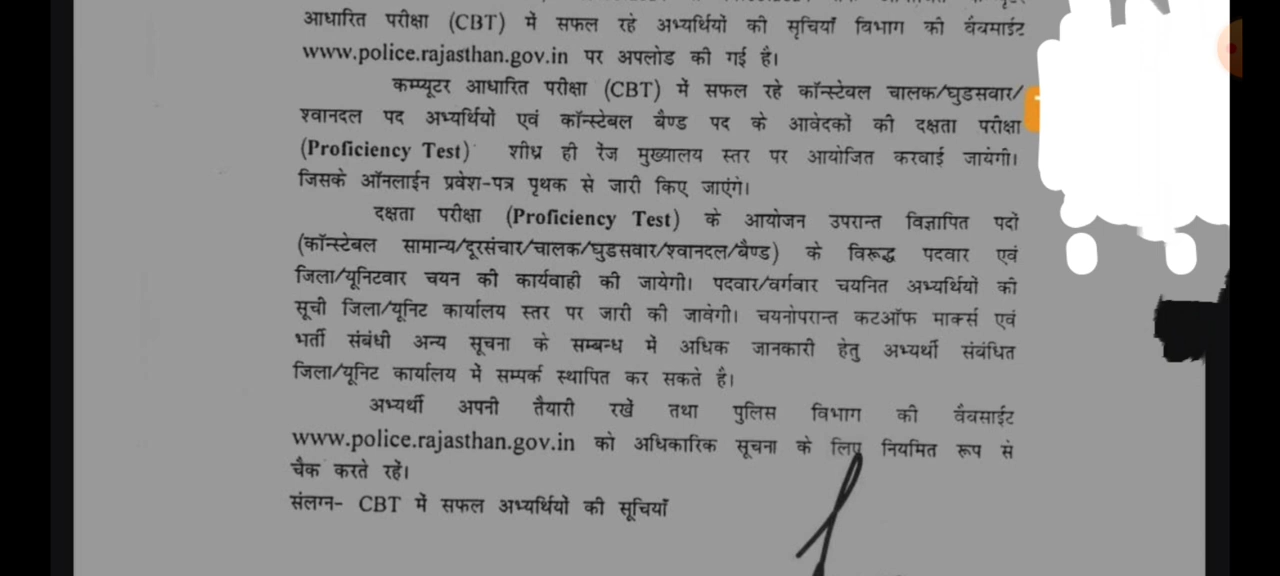 आधारित परीक्षा (CBT) में सफल रहे अभ्यर्थियों की सूचियाँ विभाग की वैबसाईट
www.police.rajasthan.gov.in पर अपलोड की गई है।
कम्प्यूटर आधारित परीक्षा (CBT) में सफल रहे कॉन्स्टेबल चालक/घुडसवार/
श्वानदल पद अभ्यर्थियों एवं कॉन्स्टेबल बैण्ड पद के आवेदकों की दक्षता परीक्षा
(Proficiency Test) शीध्र ही रेंज मुख्यालय स्तर पर आयोजित करवाई जायेगी।
जिसके ऑनलाईन प्रवेश-पत्र पृथक से जारी किए जाएंगे।
दक्षता परीक्षा (Proficiency Test) के आयोजन उपरान्त विज्ञापित पदों
(कॉन्स्टेबल सामान्य/दूरसंचार/चालक/घुडसवार/श्वानदल/बैण्ड) के विरूद्ध पदवार एवं
जिला/यूनिटवार चयन की कार्यवाही की जायेगी। पदवार/वर्गवार चयनित अभ्यर्थियों की
सूची जिला/यूनिट कार्यालय स्तर पर जारी की जावेगी। चयनोपरान्त कटऑफ मार्क्स एवं
भर्ती संबंधी अन्य सूचना के सम्बन्ध में अधिक जानकारी हेतु अभ्यर्थी संबंधित
जिला/यूनिट कार्यालय में सम्पर्क स्थापित कर सकते है।
अभ्यर्थी अपनी तैयारी रखें तथा पुलिस विभाग की वैबसाईट
www.police.rajasthan.gov.in को अधिकारिक सूचना के लिए नियमित रूप से
चैक करते रहें।
संलग्न- CBT में सफल अभ्यर्थियों की सूचियाँ